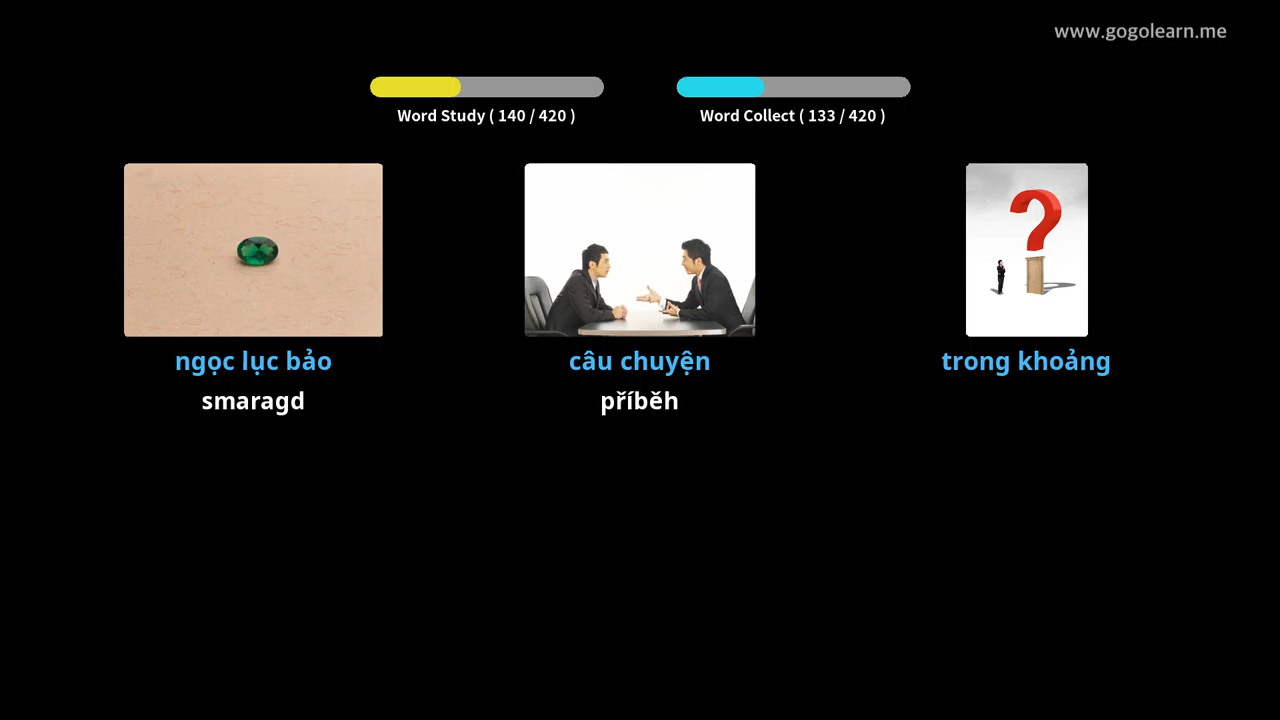 www.gogolearn.me
Word Study ( 140 / 420 )
Word Collect ( 133 / 420 )
ngọc lục bảo
câu chuyện
trong khoảng
smaragd
příběh